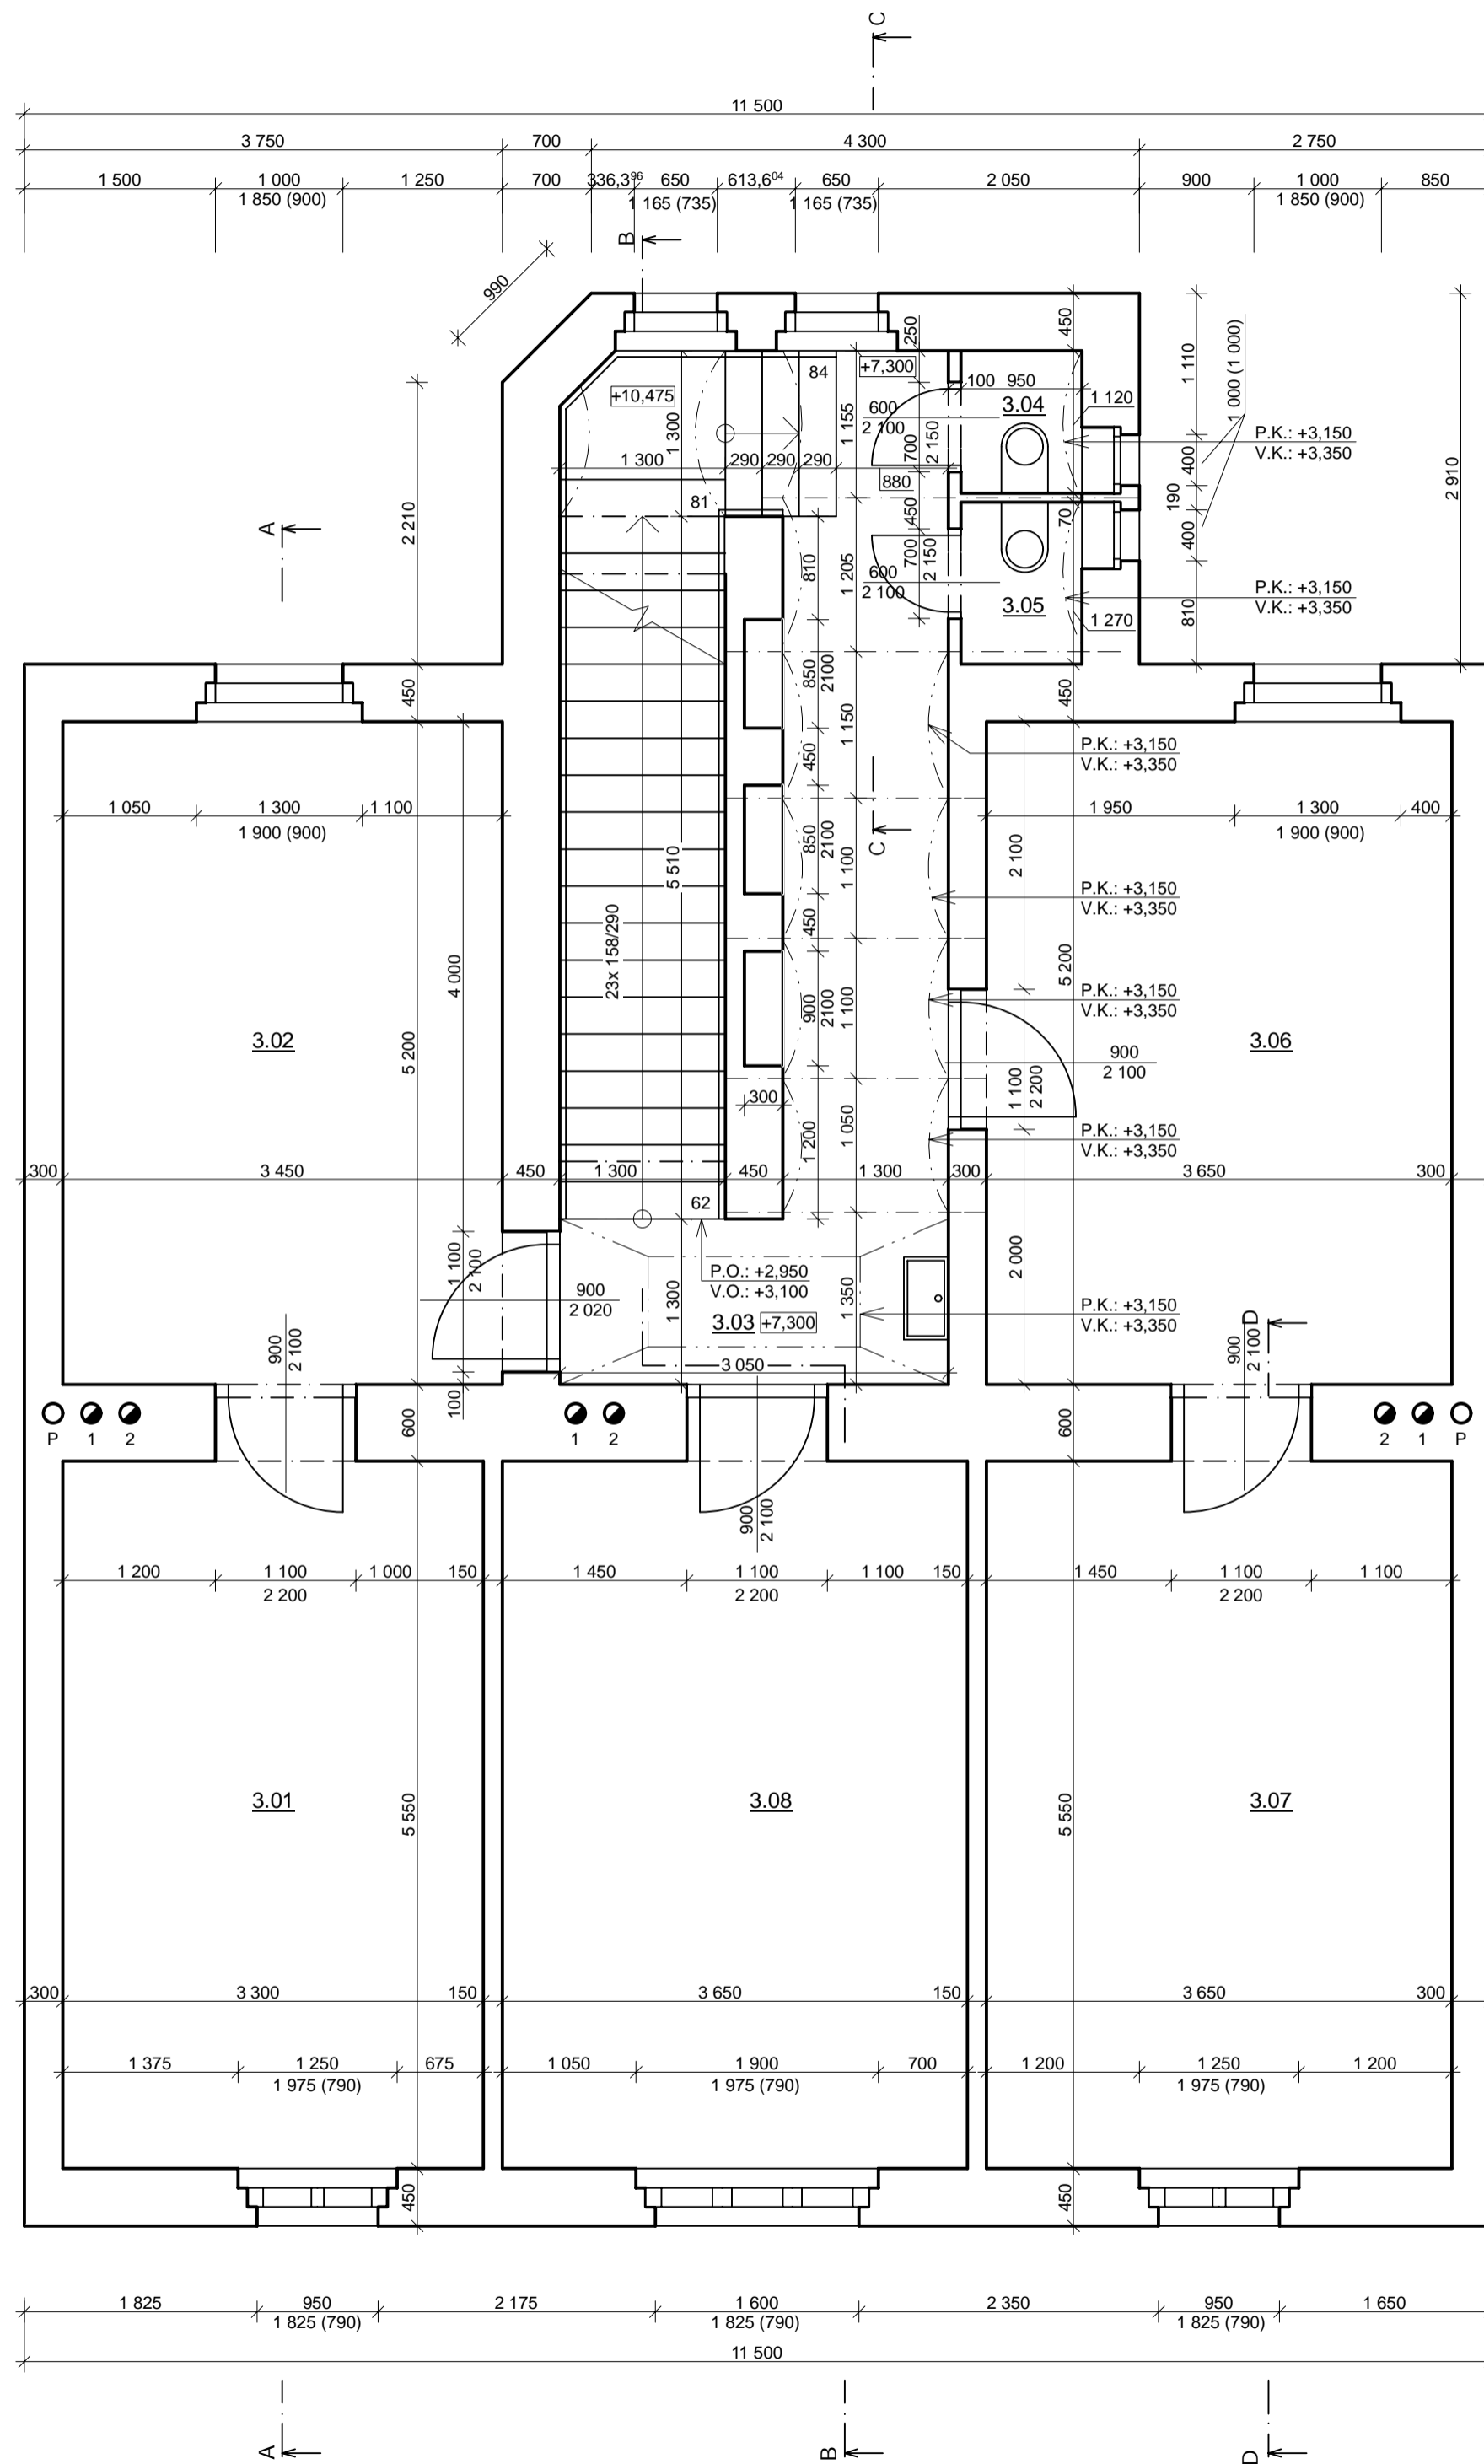 C
11 500
3 750 700 4 300 2 750
1 500 1 000 1 250 700 336,3⁹⁶ 650 613,6⁰⁴ 650 2 050 900 1 000 850
1 850 (900) 1 165 (735) 1 165 (735) 1 850 (900)
B
990
450
250
1 110
1 000 (1 000)
2 910
84
+7,300
+10,475
100 950
3.04
1 120
600
2 100
1 300
1 155
700
2 150
P.K.: +3,150
V.K.: +3,350
400
1 300 290 290 290
880
81
190
450
70
2 210
A
400
810
1 205
700
2 150
600
2 100
3.05
P.K.: +3,150
V.K.: +3,350
810
1 270
850
2100
450
450
1 150
P.K.: +3,150
V.K.: +3,350
450
1 050 1 300 1 100
1 900 (900)
1 950 1 300 400
1 900 (900)
850
2100
C
2 100
5 510
1 100
P.K.: +3,150
V.K.: +3,350
450
23x 158/290
4 000
5 200
5 200
900
2100
1 100
P.K.: +3,150
V.K.: +3,350
3.02
3.06
900
2 100
1 100
2 200
300
1 200
1 050
P.K.: +3,150
V.K.: +3,350
300 3 450 450 1 300 450 1 300 300 3 650 300
62
1 100
2 100
2 000
P.O.: +2,950
V.O.: +3,100
900
2 020
1 300
1 350
P.K.: +3,150
V.K.: +3,350
3.03 +7,300
D
900
2 100
900
2 100
3 050
100
600
600
P 1 2
1 2
2 1 P
900
2 100
1 200 1 100 1 000 150 1 450 1 100 1 100 150 1 450 1 100 1 100
2 200 2 200 2 200
3.01 3.08 3.07
5 550
5 550
300 3 300 150 3 650 150 3 650 300
1 375 1 250 675 1 050 1 900 700 1 200 1 250 1 200
1 975 (790) 1 975 (790) 1 975 (790)
450
450
1 825 950 2 175 1 600 2 350 950 1 650
1 825 (790) 1 825 (790) 1 825 (790)
11 500
A
B
D